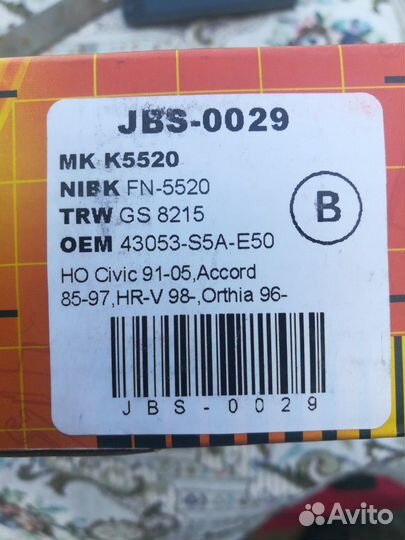 JBS-0029
MK K5520
NIBK FN-5520
TRW GS 8215
OEM 43053-S5A-E50
B
HO Civic 91-05,Accord
85-97,HR-V 98-,Orthia 96-
JBS-0029
Avito